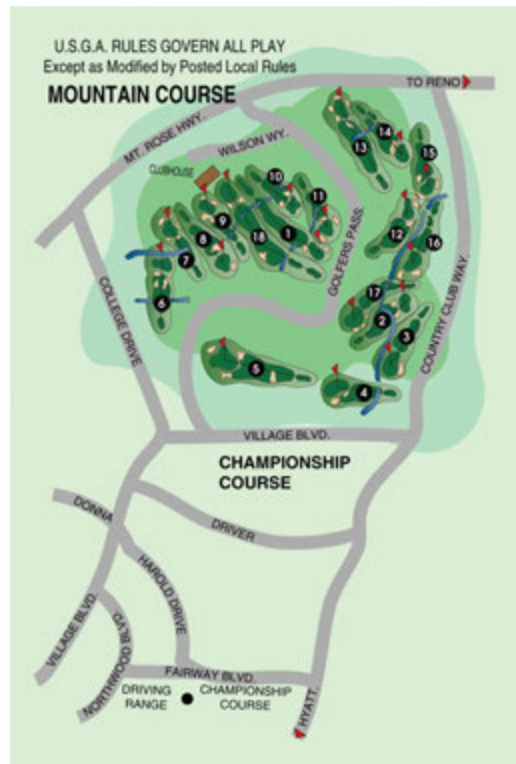 U.S.G.A. RULES GOVERN ALL PLAY
Except as Modified by Posted Local Rules
MOUNTAIN COURSE
TO RENO
MT. ROSE HWY.
WILSON WY.
CLUBHOUSE
GOLFERS PASS.
COUNTRY CLUB WAY.
COLLEGE DRIVE
14
13
15
10
11
9
12
8
18
1
16
7
6
17
2
3
5
4
VILLAGE BLVD.
CHAMPIONSHIP
COURSE
DONNA
DRIVER
HAROLD DRIVE
VILLAGE BLVD.
NORTHWOOD BLVD
FAIRWAY BLVD.
DRIVING
RANGE
CHAMPIONSHIP
COURSE
HYATT.